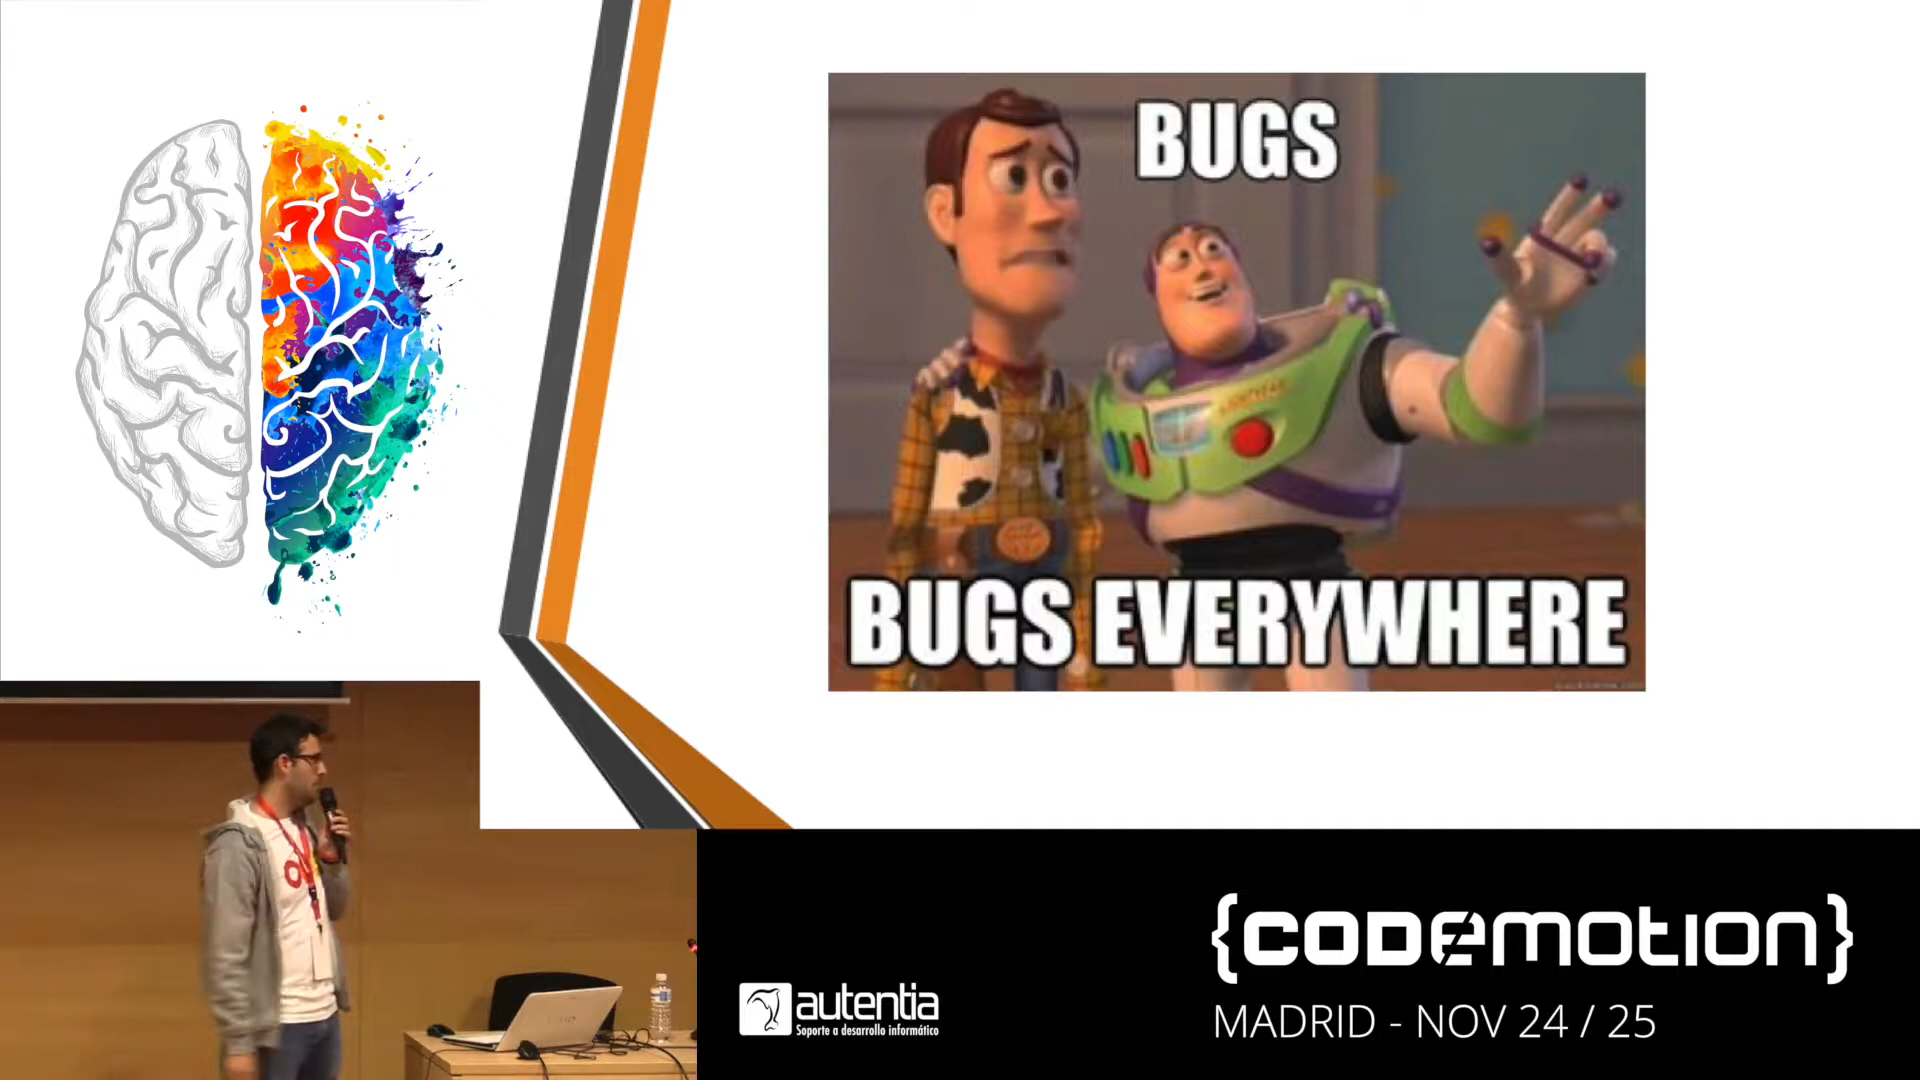 BUGS
BUGS EVERYWHERE
{CODEMOTION}
MADRID - NOV 24 / 25
autentia
Soporte a desarrollo informático